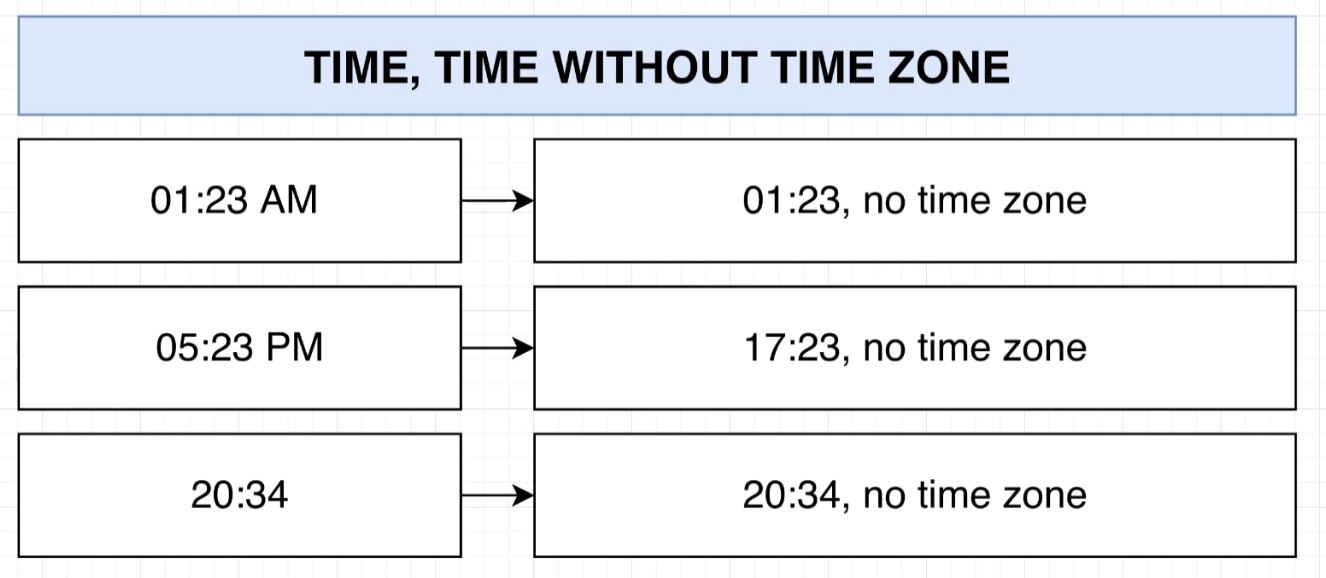 TIME, TIME WITHOUT TIME ZONE
01:23 AM
01:23, no time zone
05:23 PM
17:23, no time zone
20:34
20:34, no time zone